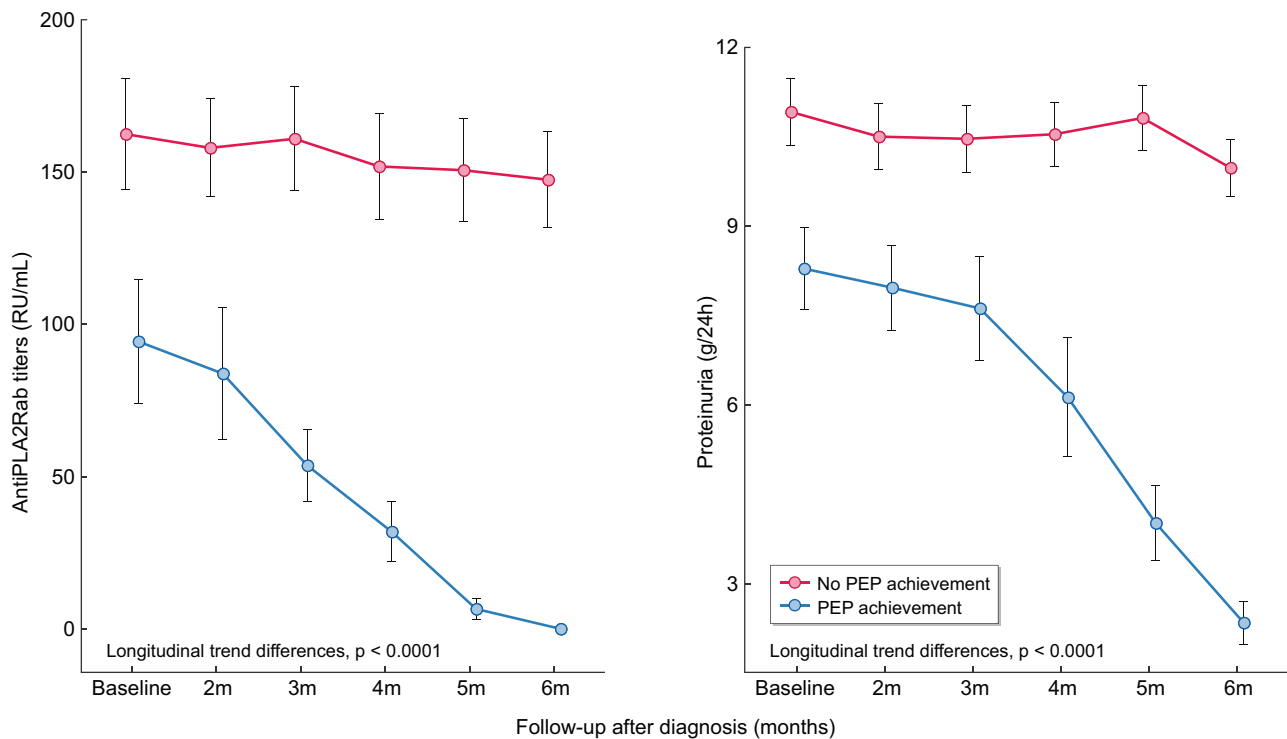 200
150
100
50
0
AntiPLA2Rab titers (RU/mL)
Longitudinal trend differences, p < 0.0001
Baseline 2m 3m 4m 5m 6m
12
9
6
3
Proteinuria (g/24h)
No PEP achievement
PEP achievement
Longitudinal trend differences, p < 0.0001
Baseline 2m 3m 4m 5m 6m
Follow-up after diagnosis (months)